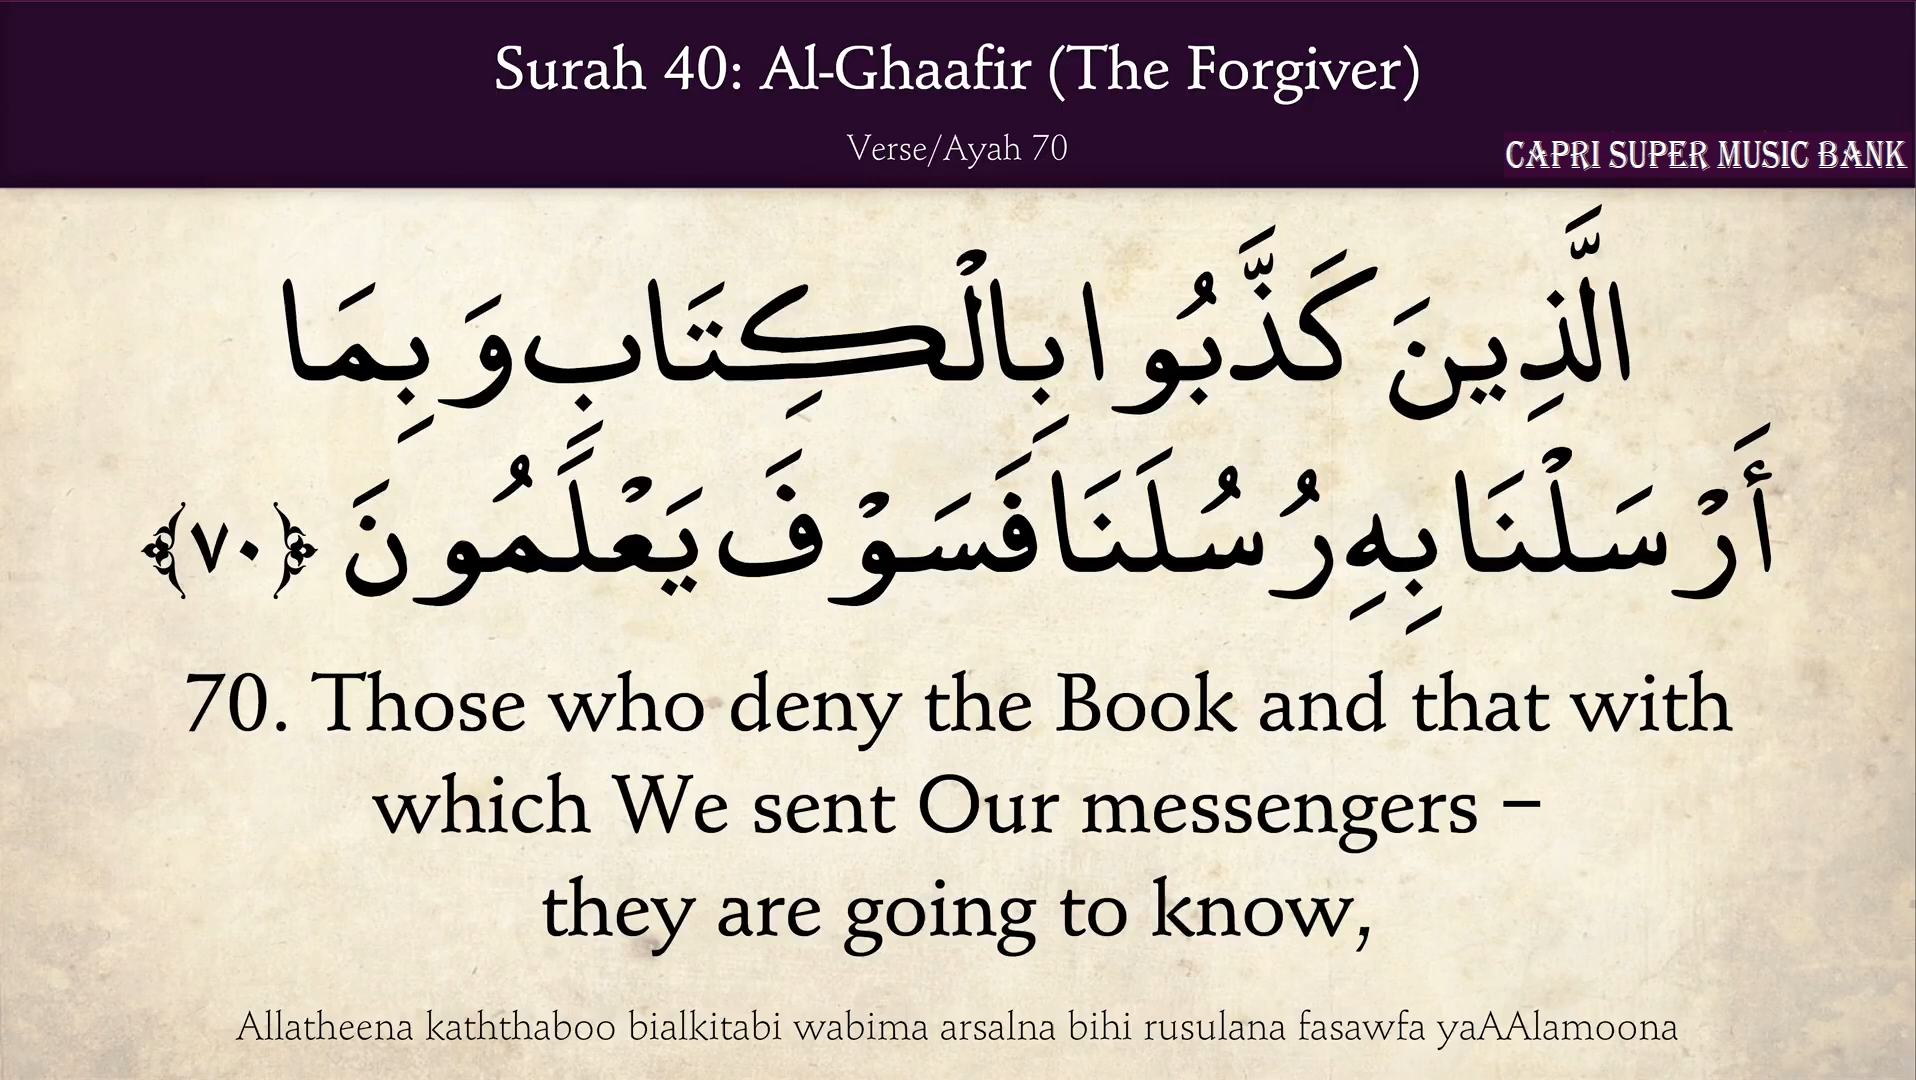 Surah 40: Al-Ghaafir (The Forgiver)
Verse/Ayah 70
CAPRI SUPER MUSIC BANK
الَّذِينَ كَذَّبُوا بِالْكِتَابِ وَبِمَا
أَرْسَلْنَا بِهِ رُسُلَنَا فَسَوْفَ يَعْلَمُونَ ﴿٧٠﴾
70. Those who deny the Book and that with
which We sent Our messengers –
they are going to know,
Allatheena kaththaboo bialkitabi wabima arsalna bihi rusulana fasawfa yaAAlamoona